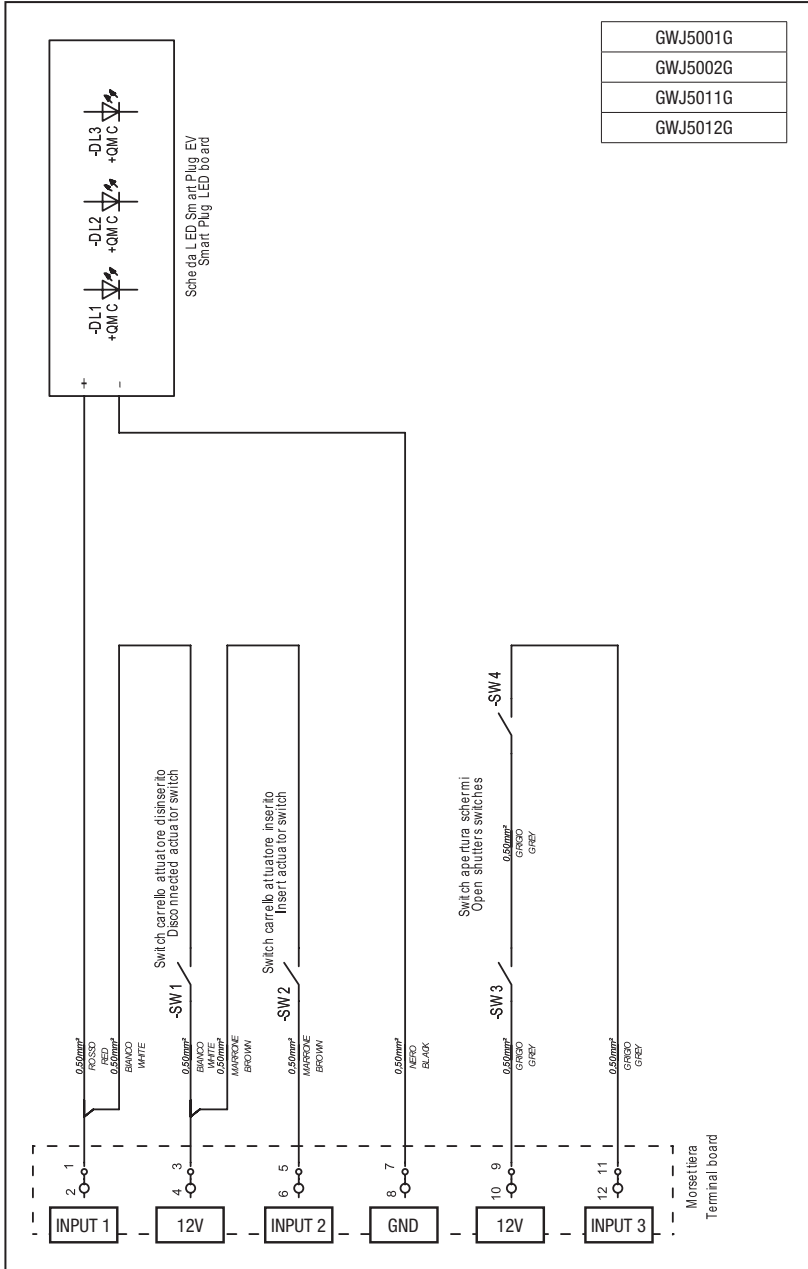 GWJ5001G
GWJ5002G
GWJ5011G
GWJ5012G
-DL1
+QMC
-DL2
+QMC
-DL3
+QMC
+
-
Scheda LED Smart Plug EV
Smart Plug LED board
0,50mm²
ROSSO
RED
0,50mm²
BIANCO
WHITE
Switch carrello attuatore disinserito
Disconnected actuator switch
-SW1
0,50mm²
BIANCO
WHITE
0,50mm²
MARRONE
BROWN
Switch carrello attuatore inserito
Insert actuator switch
-SW2
0,50mm²
MARRONE
BROWN
0,50mm²
NERO
BLACK
Switch apertura schermi
Open shutters switches
-SW3
0,50mm²
GRIGIO
GREY
-SW4
0,50mm²
GRIGIO
GREY
0,50mm²
GRIGIO
GREY
1
2
3
4
5
6
7
8
9
10
11
12
INPUT 1
12V
INPUT 2
GND
12V
INPUT 3
Morsettiera
Terminal board